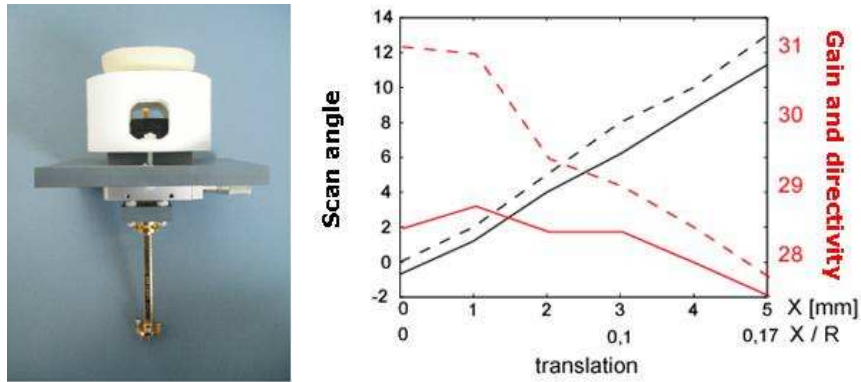 14
12
10
8
6
4
2
0
-2
Scan angle
31
30
29
28
Gain and directivity
0 1 2 3 4 5 X [mm]
0 0,1 0,17 X / R
translation